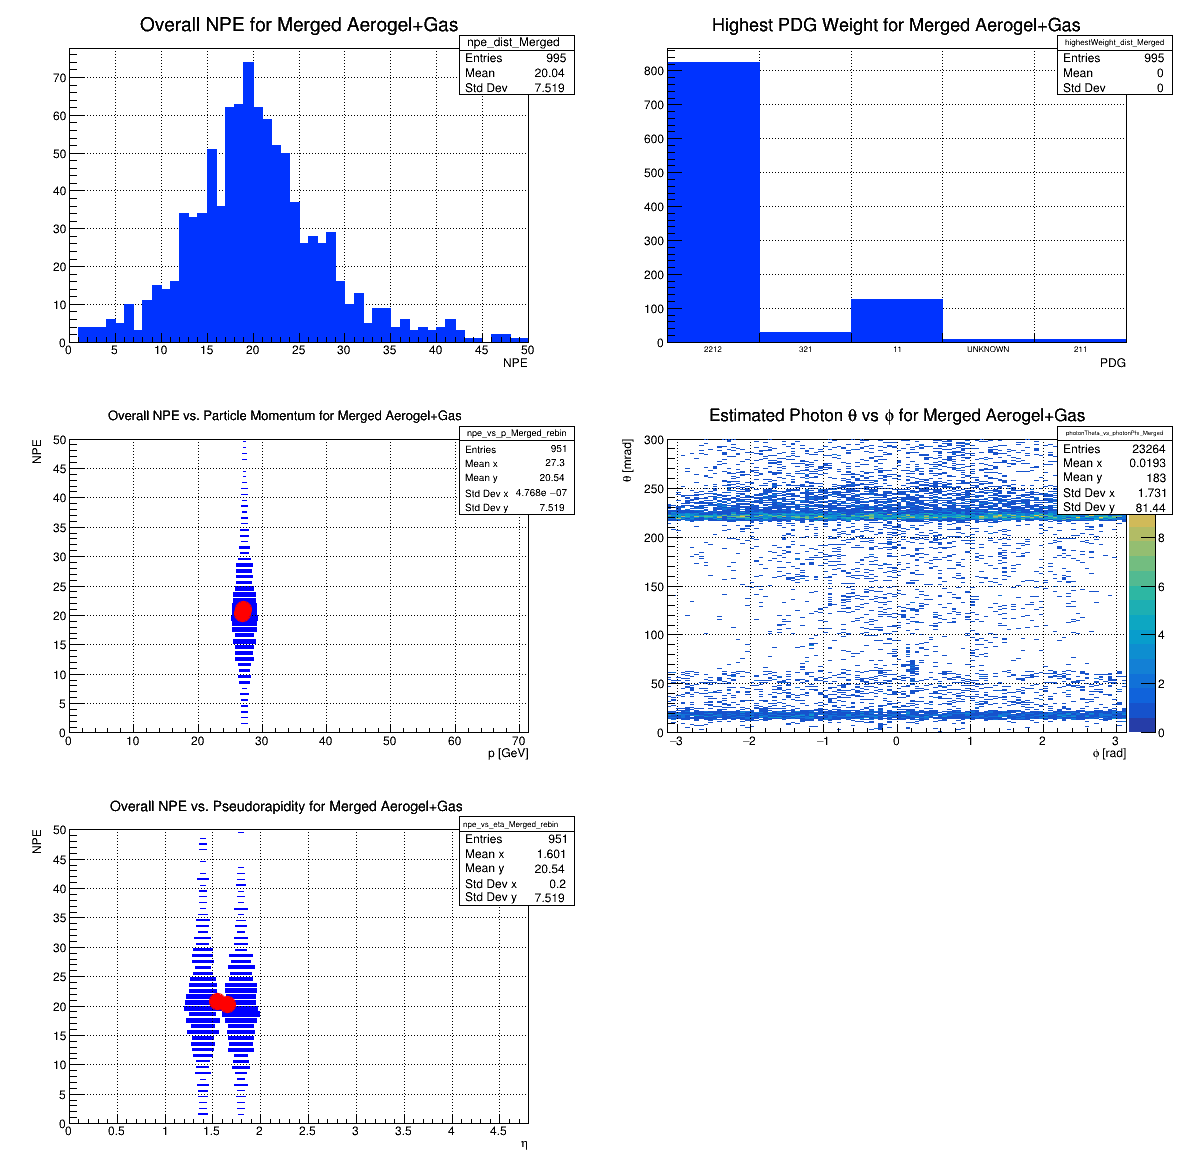 Overall NPE for Merged Aerogel+Gas
npe_dist_Merged
Entries 995
Mean 20.04
Std Dev 7.519
70
60
50
40
30
20
10
0
0 5 10 15 20 25 30 35 40 45 50
NPE
Highest PDG Weight for Merged Aerogel+Gas
highestWeight_dist_Merged
Entries 995
Mean 0
Std Dev 0
800
700
600
500
400
300
200
100
0
2212 321 11 UNKNOWN 211
PDG
Overall NPE vs. Particle Momentum for Merged Aerogel+Gas
npe_vs_p_Merged_rebin
Entries 951
Mean x 27.3
Mean y 20.54
Std Dev x 4.768e −07
Std Dev y 7.519
NPE
50
45
40
35
30
25
20
15
10
5
0
0 10 20 30 40 50 60 70
p [GeV]
Estimated Photon θ vs ϕ for Merged Aerogel+Gas
photonTheta_vs_photonPhi_Merged
Entries 23264
Mean x 0.0193
Mean y 183
Std Dev x 1.731
Std Dev y 81.44
θ [mrad]
300
250
200
150
100
50
0
−3 −2 −1 0 1 2 3
ϕ [rad]
8
6
4
2
0
Overall NPE vs. Pseudorapidity for Merged Aerogel+Gas
npe_vs_eta_Merged_rebin
Entries 951
Mean x 1.601
Mean y 20.54
Std Dev x 0.2
Std Dev y 7.519
NPE
50
45
40
35
30
25
20
15
10
5
0
0 0.5 1 1.5 2 2.5 3 3.5 4 4.5
η